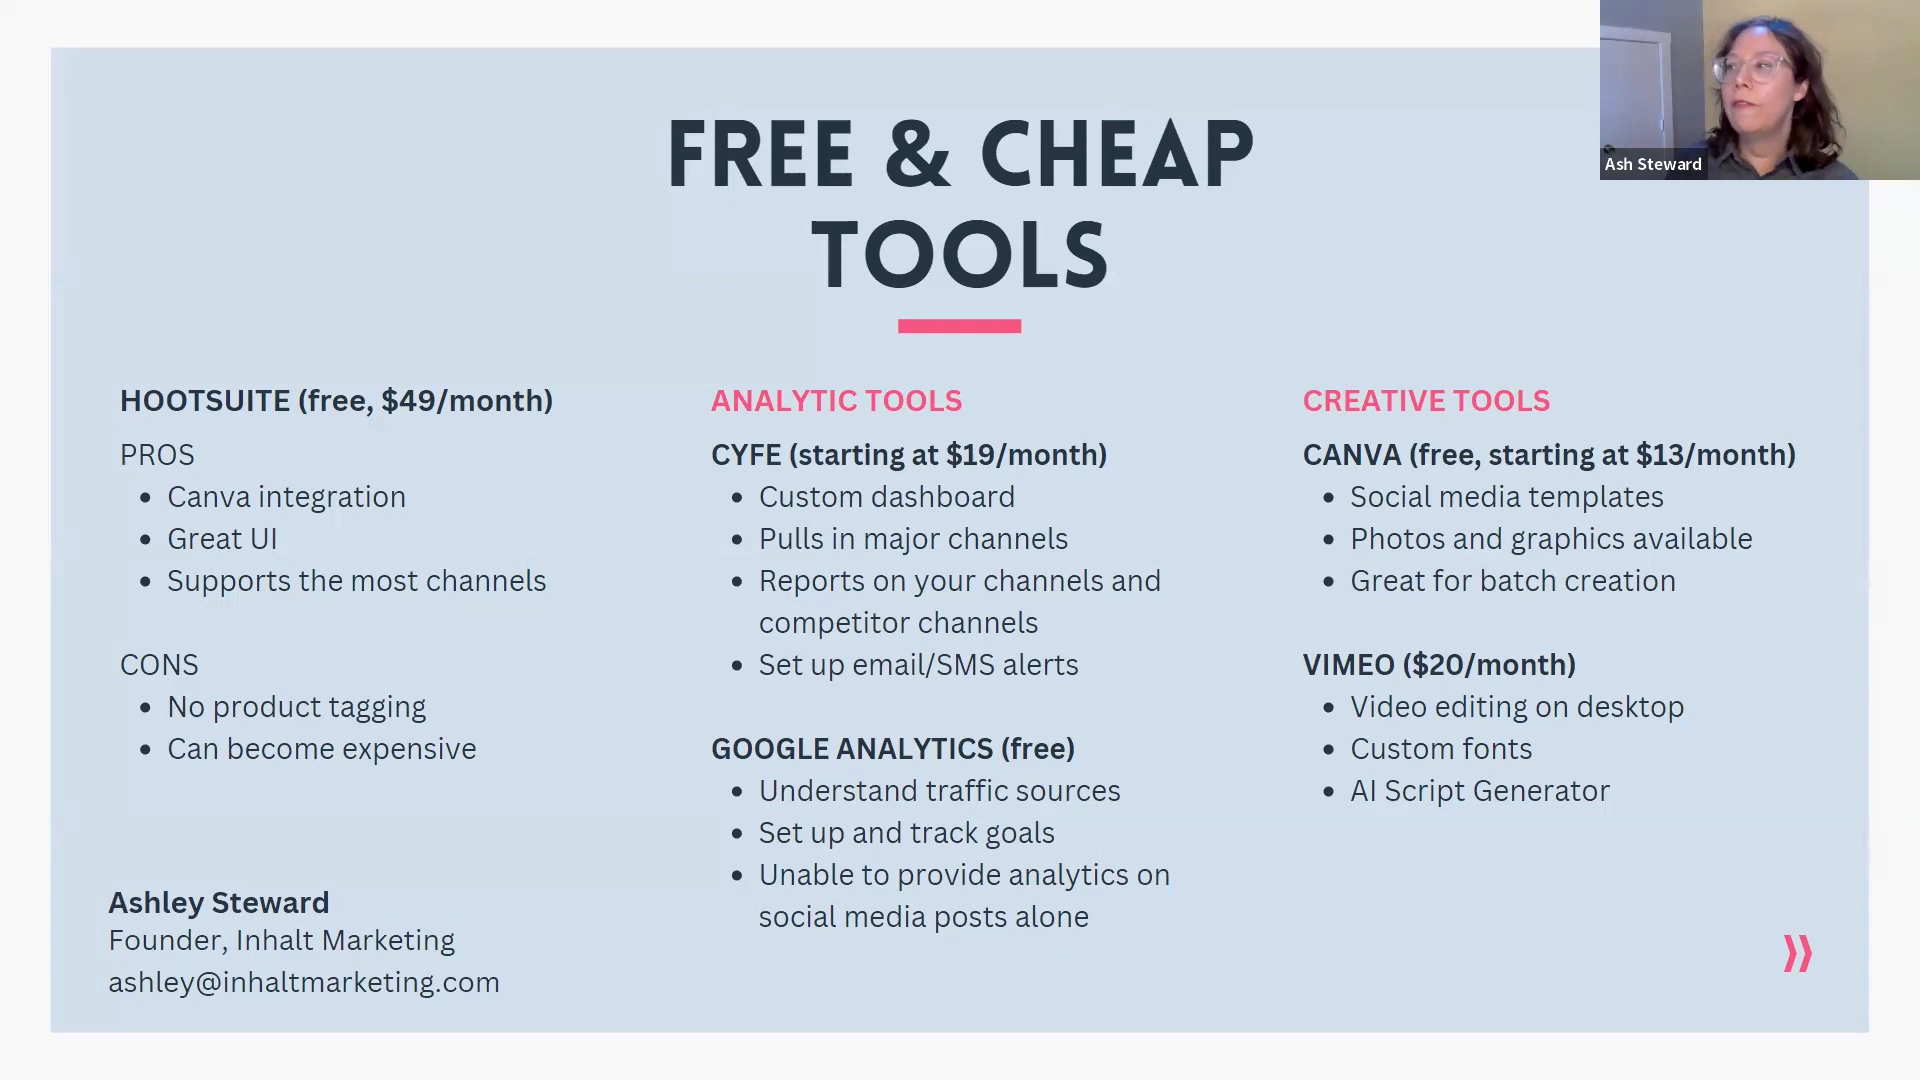 FREE & CHEAP
TOOLS
Ash Steward
HOOTSUITE (free, $49/month)
PROS
• Canva integration
• Great UI
• Supports the most channels
CONS
• No product tagging
• Can become expensive
Ashley Steward
Founder, Inhalt Marketing
ashley@inhaltmarketing.com
ANALYTIC TOOLS
CYFE (starting at $19/month)
• Custom dashboard
• Pulls in major channels
• Reports on your channels and
competitor channels
• Set up email/SMS alerts
GOOGLE ANALYTICS (free)
• Understand traffic sources
• Set up and track goals
• Unable to provide analytics on
social media posts alone
CREATIVE TOOLS
CANVA (free, starting at $13/month)
• Social media templates
• Photos and graphics available
• Great for batch creation
VIMEO ($20/month)
• Video editing on desktop
• Custom fonts
• AI Script Generator